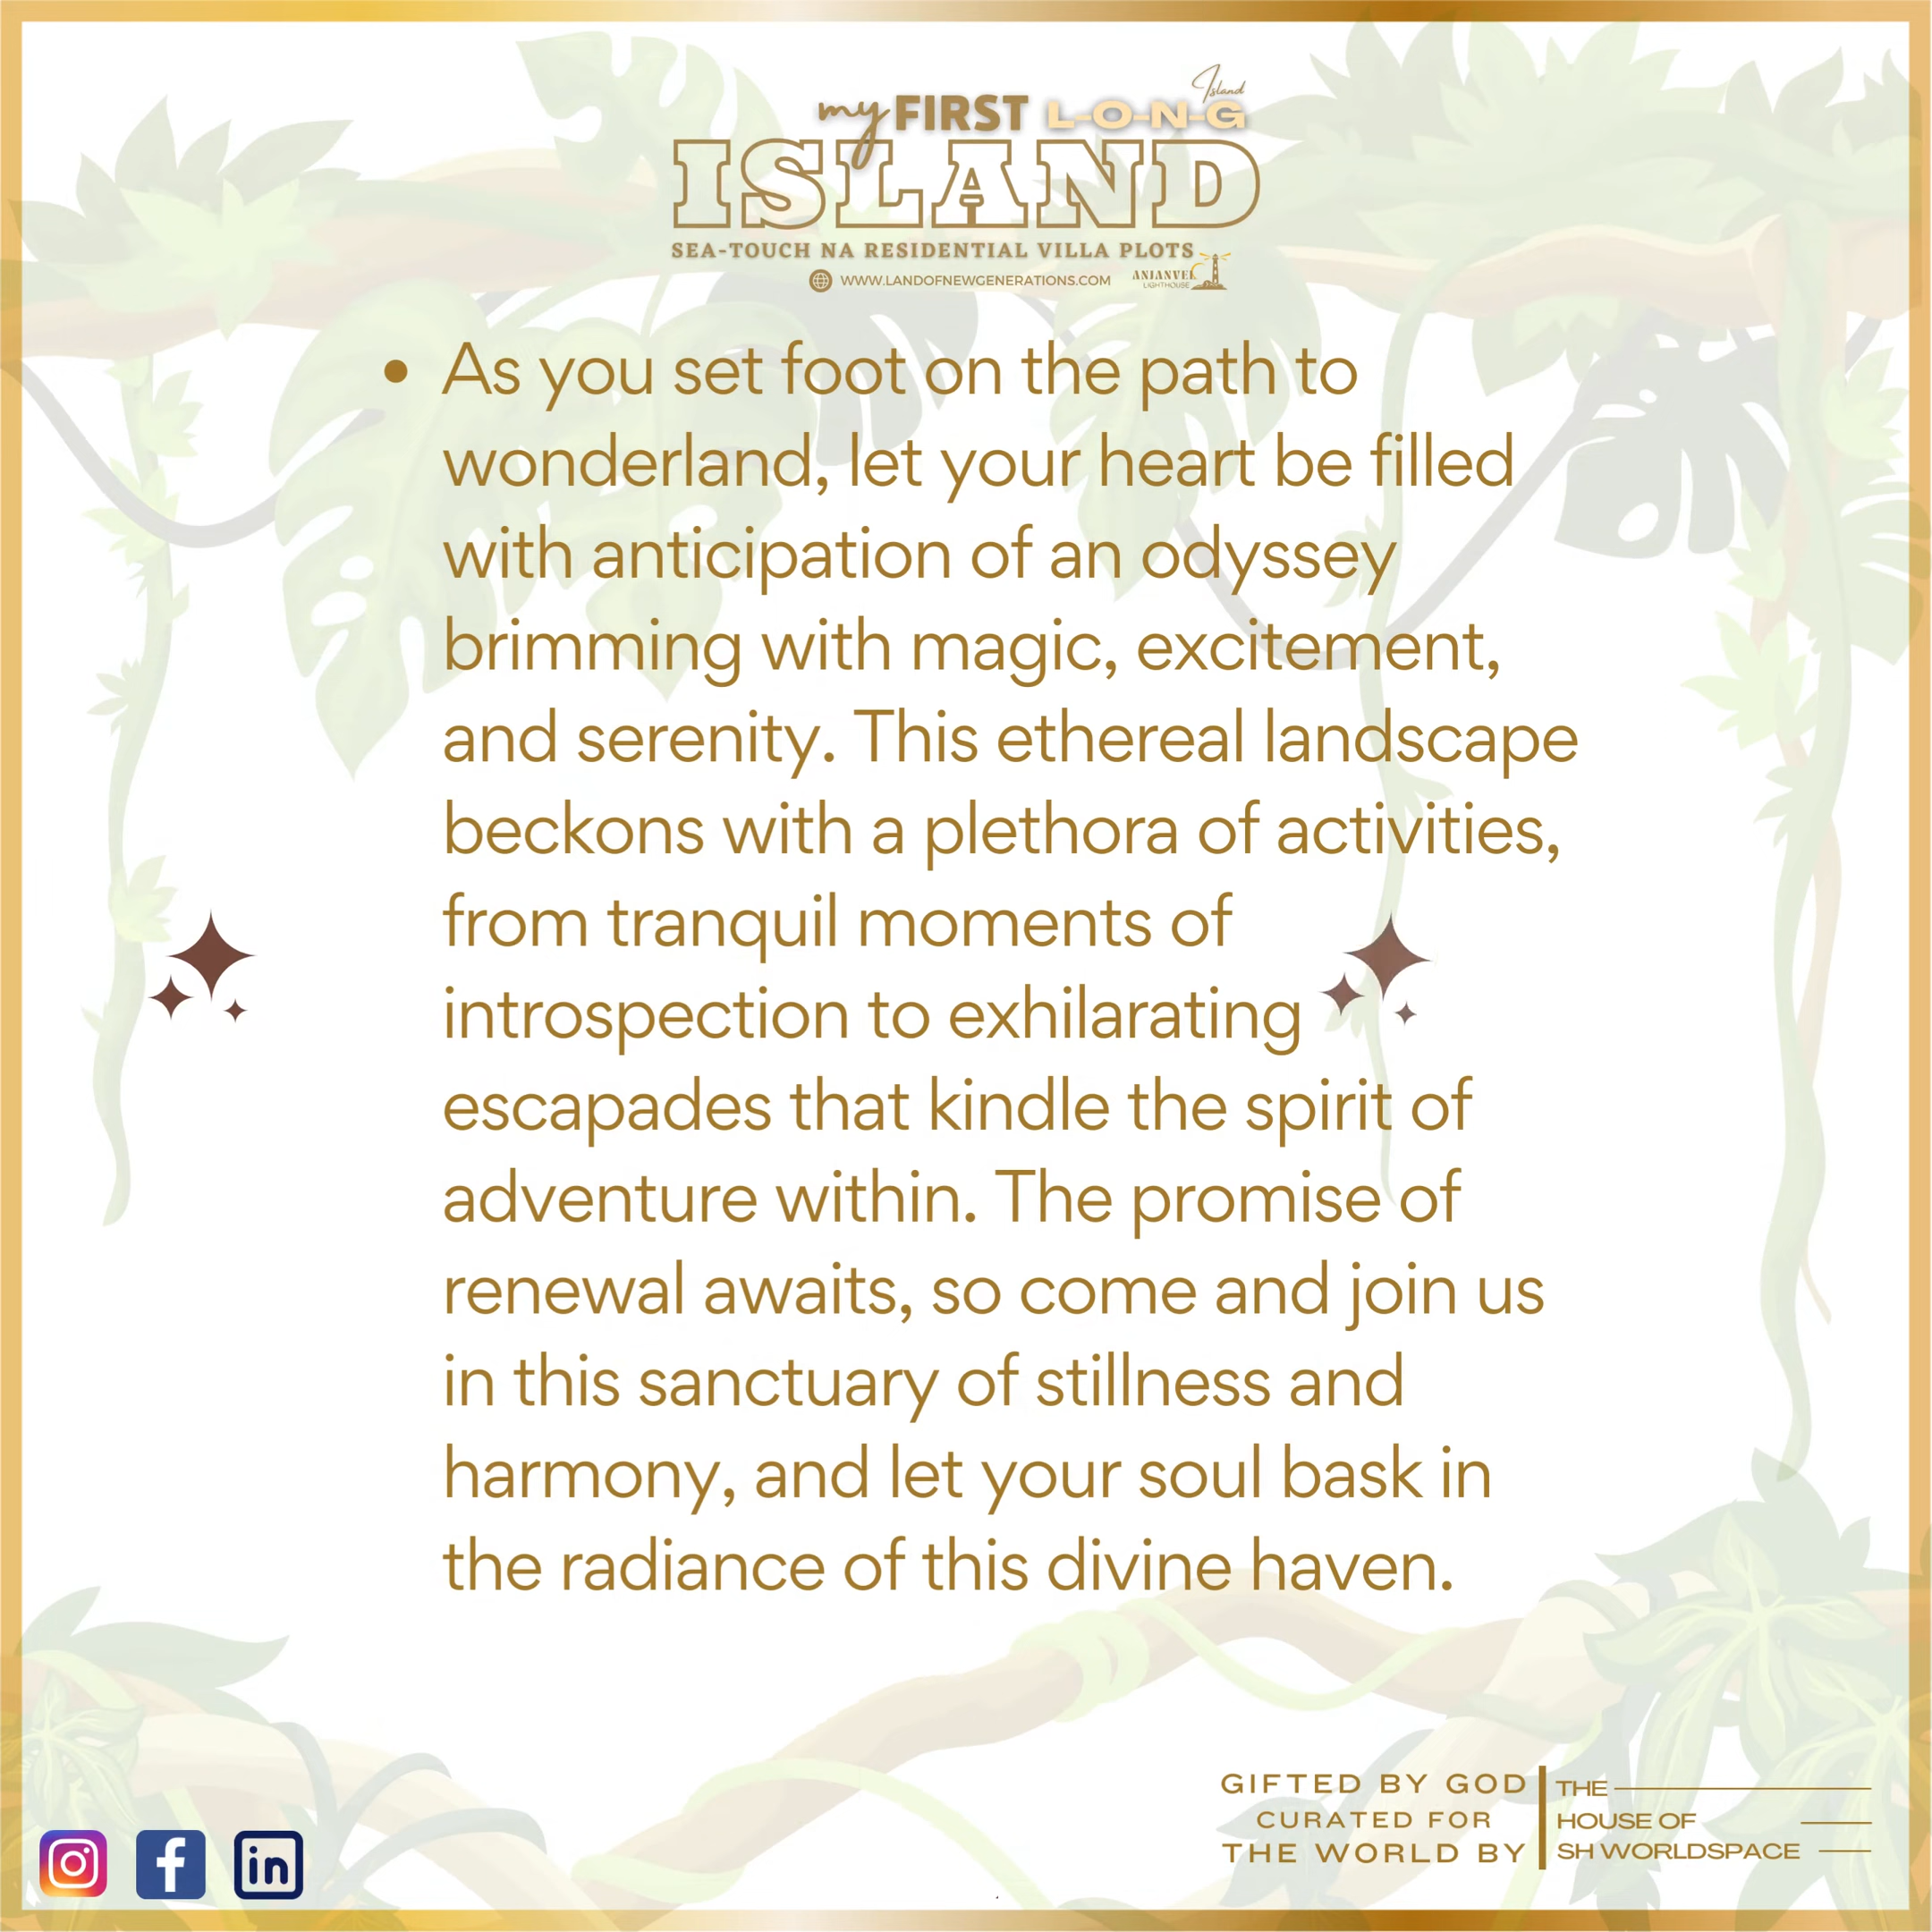 my FIRST L-O-N-G Island
ISLAND
SEA-TOUCH NA RESIDENTIAL VILLA PLOTS
WWW.LANDOFNEWGENERATIONS.COM
ANJANVEL
LIGHTHOUSE
• As you set foot on the path to
wonderland, let your heart be filled
with anticipation of an odyssey
brimming with magic, excitement,
and serenity. This ethereal landscape
beckons with a plethora of activities,
from tranquil moments of
introspection to exhilarating
escapades that kindle the spirit of
adventure within. The promise of
renewal awaits, so come and join us
in this sanctuary of stillness and
harmony, and let your soul bask in
the radiance of this divine haven.
GIFTED BY GOD
CURATED FOR
THE WORLD BY
THE
HOUSE OF
SH WORLDSPACE